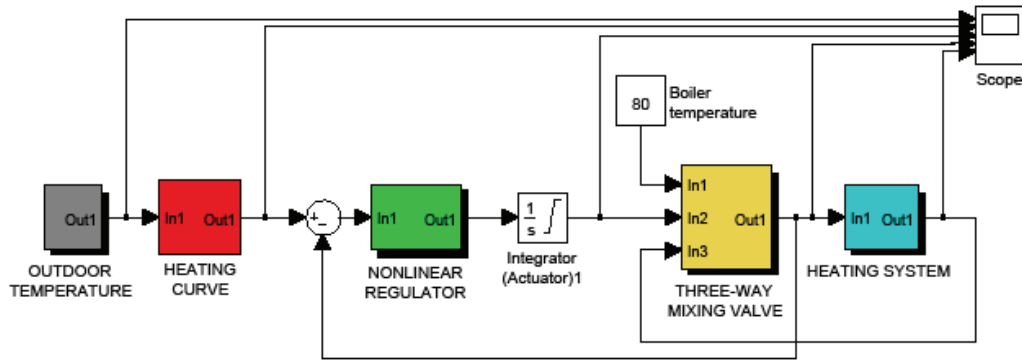 Scope
Boiler
temperature
80
Out1
OUTDOOR
TEMPERATURE
In1
Out1
HEATING
CURVE
+
−
In1
Out1
NONLINEAR
REGULATOR
1
s
Integrator
(Actuator)1
In1
In2
In3
Out1
THREE-WAY
MIXING VALVE
In1
Out1
HEATING SYSTEM